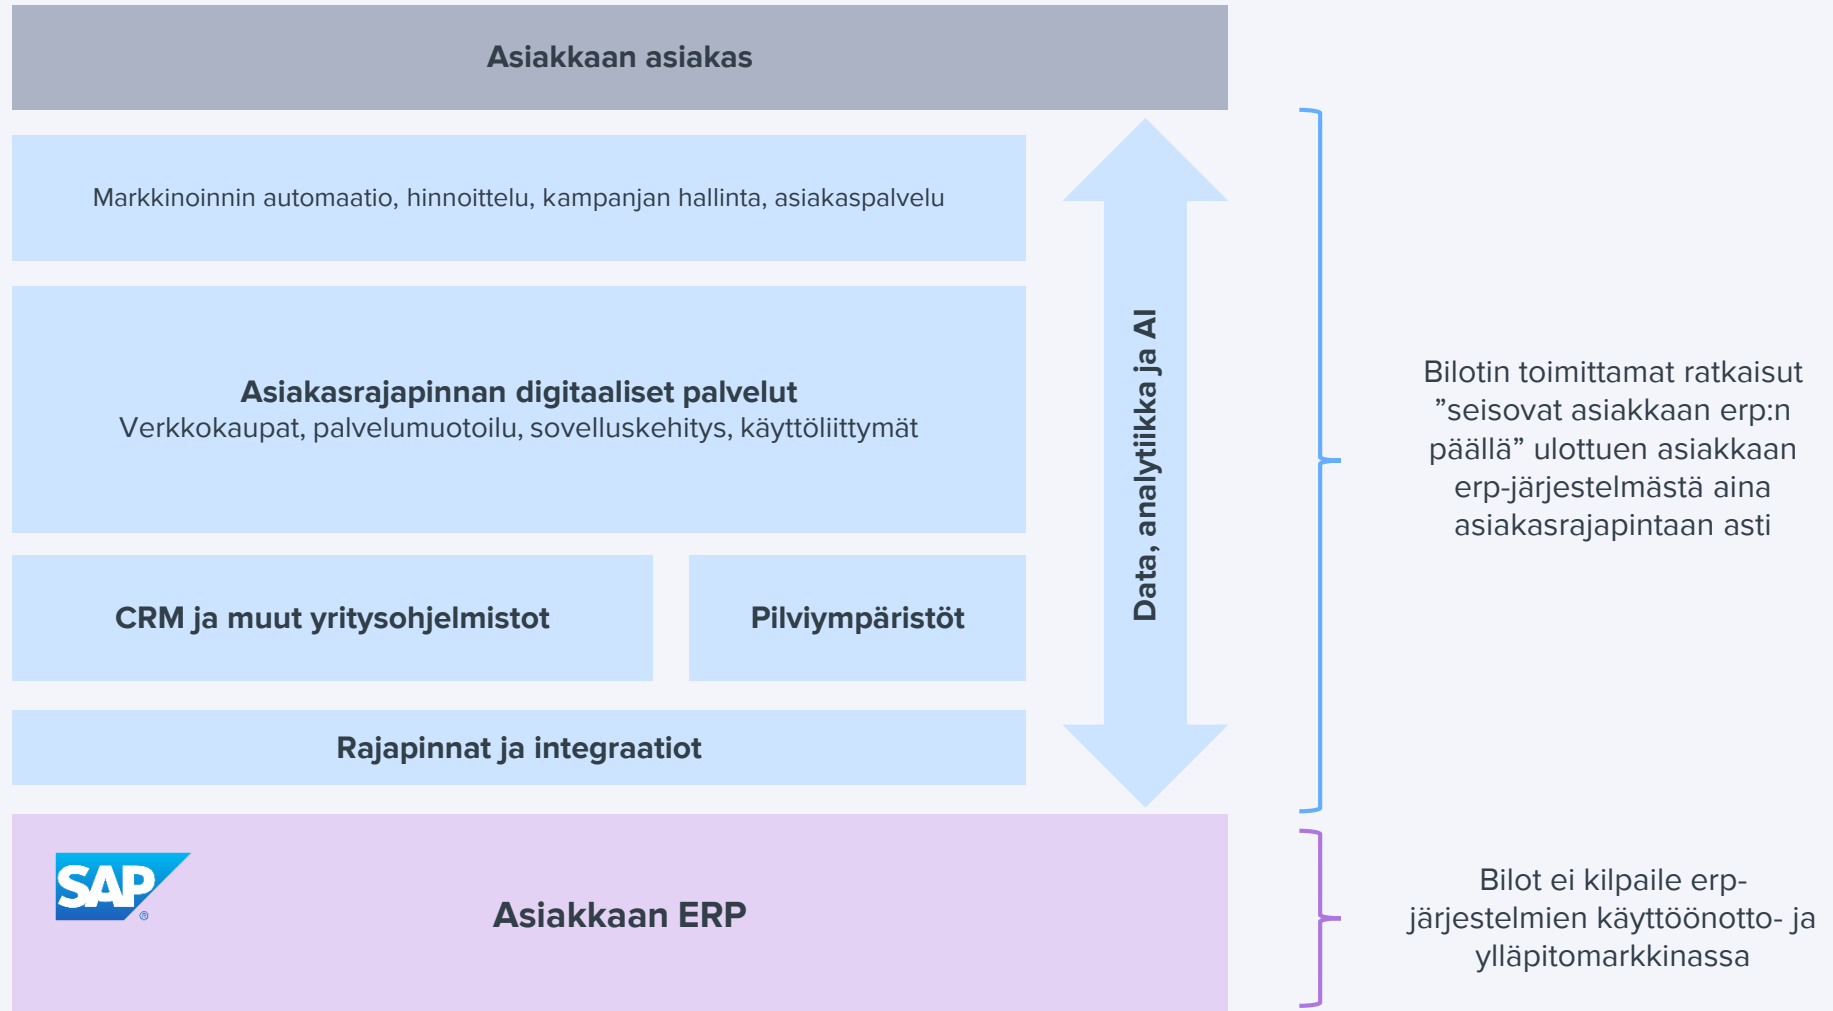 Asiakkaan asiakas
Markkinoinnin automaatio, hinnoittelu, kampanjan hallinta, asiakaspalvelu
Asiakasrajapinnan digitaaliset palvelut
Verkkokaupat, palvelumuotoilu, sovelluskehitys, käyttöliittymät
CRM ja muut yritysohjelmistot
Pilviympäristöt
Rajapinnat ja integraatiot
Data, analytiikka ja AI
Bilotin toimittamat ratkaisut
”seisovat asiakkaan erp:n
päällä” ulottuen asiakkaan
erp-järjestelmästä aina
asiakasrajapintaan asti
SAP®
Asiakkaan ERP
Bilot ei kilpaile erp-
järjestelmien käyttöönotto- ja
ylläpitomarkkinassa